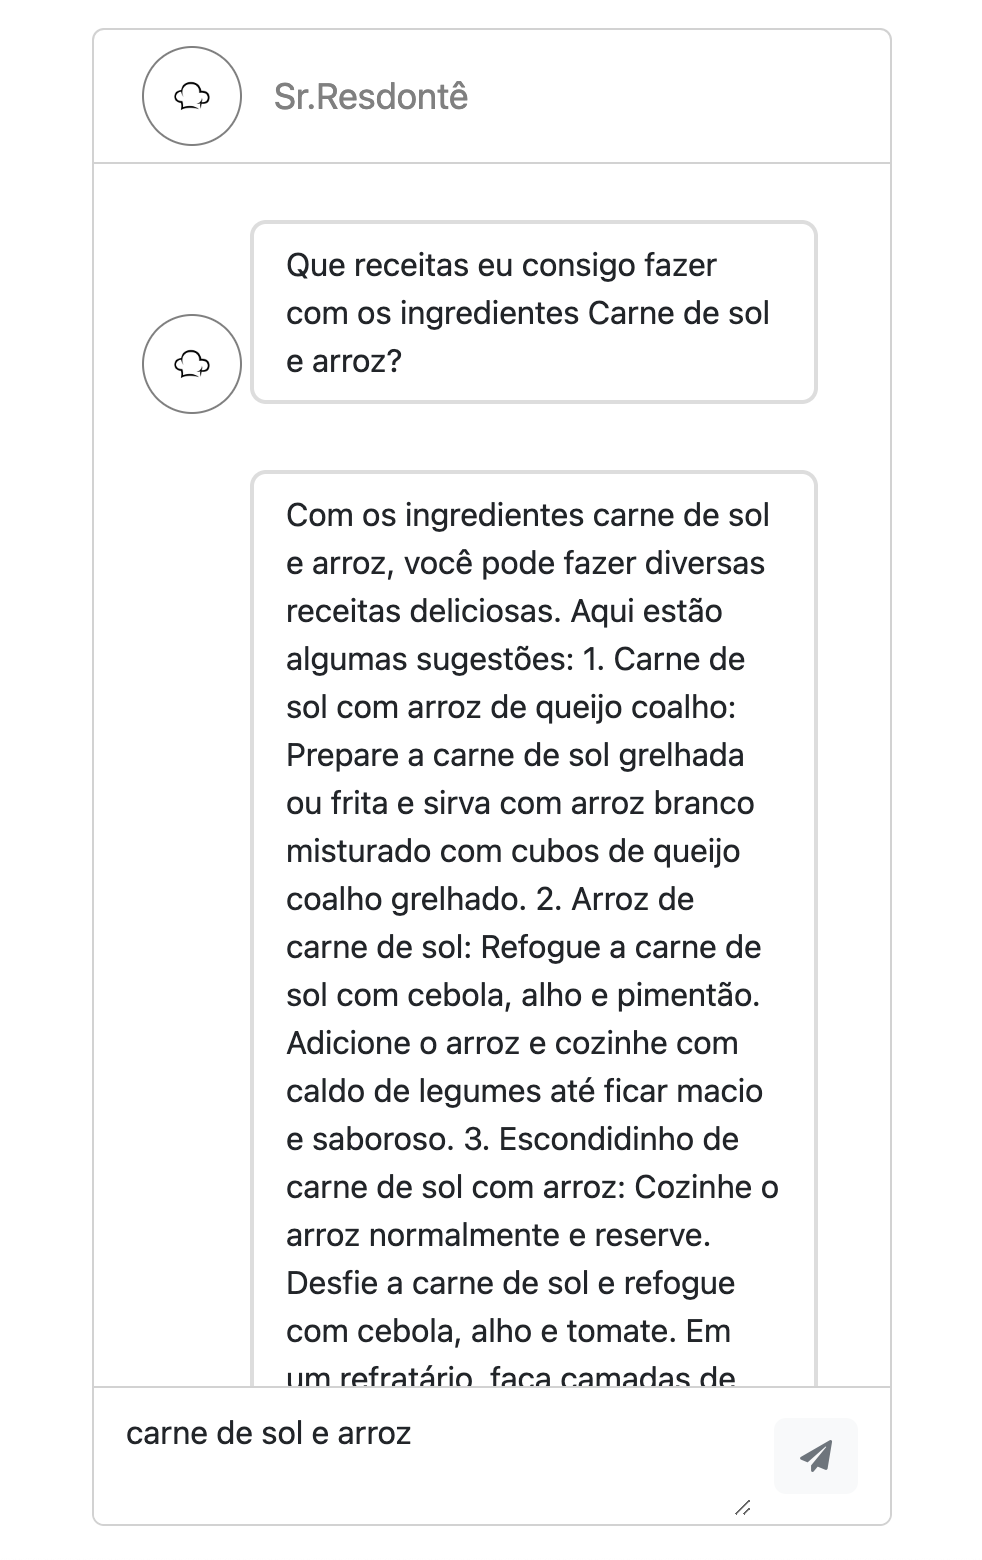 Sr.Resdontê
Que receitas eu consigo fazer
com os ingredientes Carne de sol
e arroz?
Com os ingredientes carne de sol
e arroz, você pode fazer diversas
receitas deliciosas. Aqui estão
algumas sugestões: 1. Carne de
sol com arroz de queijo coalho:
Prepare a carne de sol grelhada
ou frita e sirva com arroz branco
misturado com cubos de queijo
coalho grelhado. 2. Arroz de
carne de sol: Refogue a carne de
sol com cebola, alho e pimentão.
Adicione o arroz e cozinhe com
caldo de legumes até ficar macio
e saboroso. 3. Escondidinho de
carne de sol com arroz: Cozinhe o
arroz normalmente e reserve.
Desfie a carne de sol e refogue
com cebola, alho e tomate. Em
um refratário, faça camadas de
carne de sol e arroz